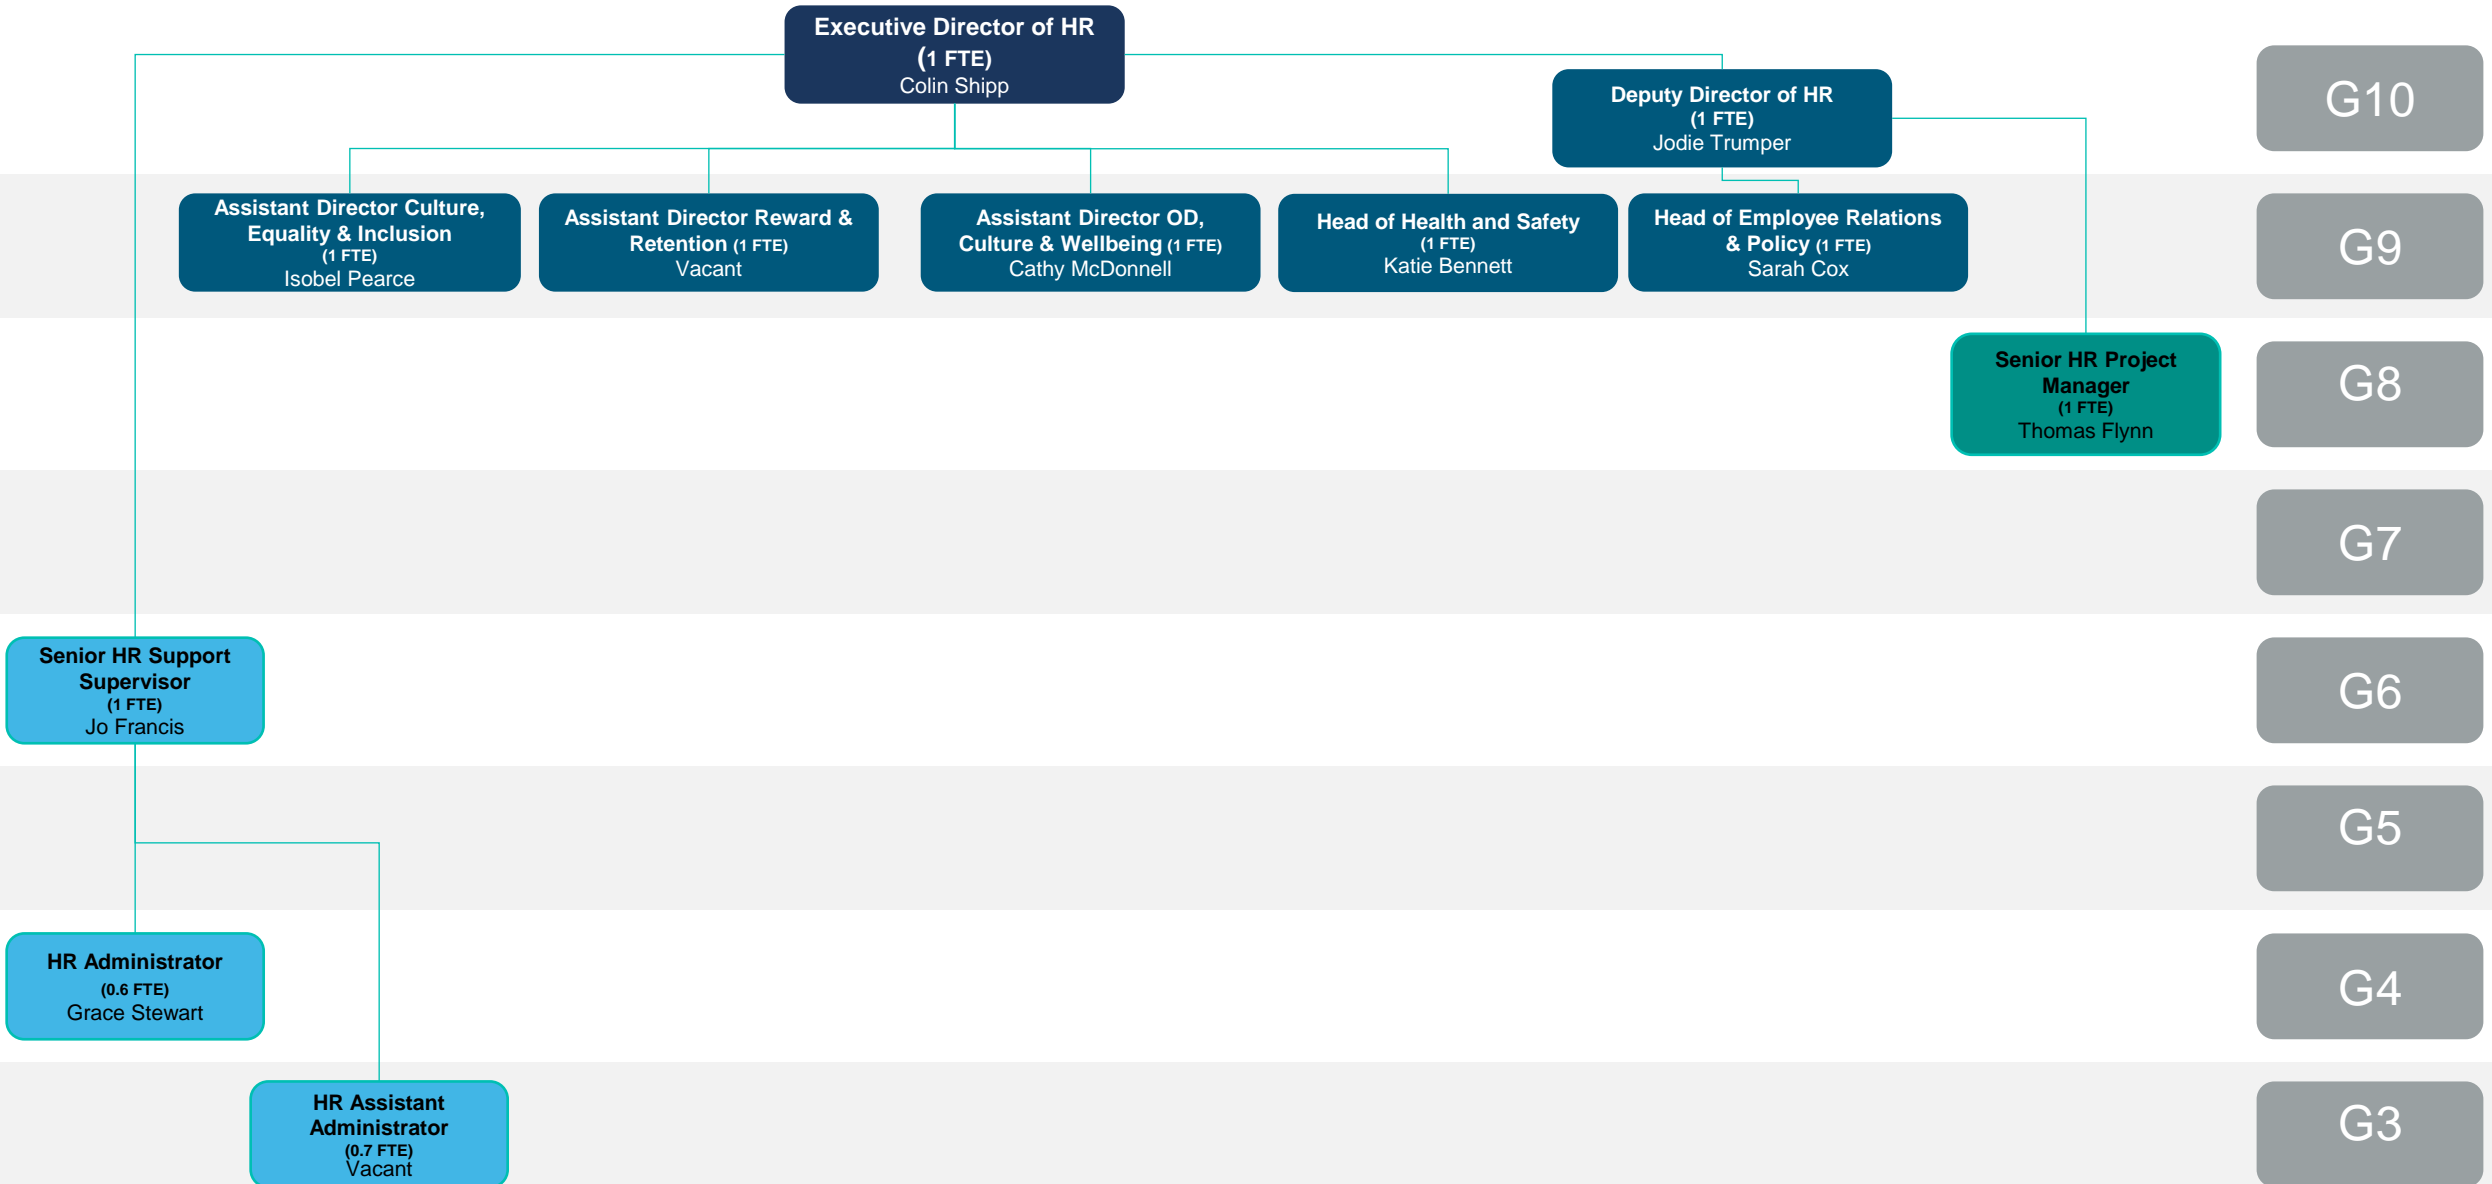 Executive Director of HR
(1 FTE)
Colin Shipp
Deputy Director of HR
(1 FTE)
Jodie Trumper
G10
Assistant Director Culture,
Equality & Inclusion
(1 FTE)
Isobel Pearce
Assistant Director Reward &
Retention (1 FTE)
Vacant
Assistant Director OD,
Culture & Wellbeing (1 FTE)
Cathy McDonnell
Head of Health and Safety
(1 FTE)
Katie Bennett
Head of Employee Relations
& Policy (1 FTE)
Sarah Cox
G9
Senior HR Project
Manager
(1 FTE)
Thomas Flynn
G8
G7
Senior HR Support
Supervisor
(1 FTE)
Jo Francis
G6
G5
HR Administrator
(0.6 FTE)
Grace Stewart
G4
HR Assistant
Administrator
(0.7 FTE)
Vacant
G3